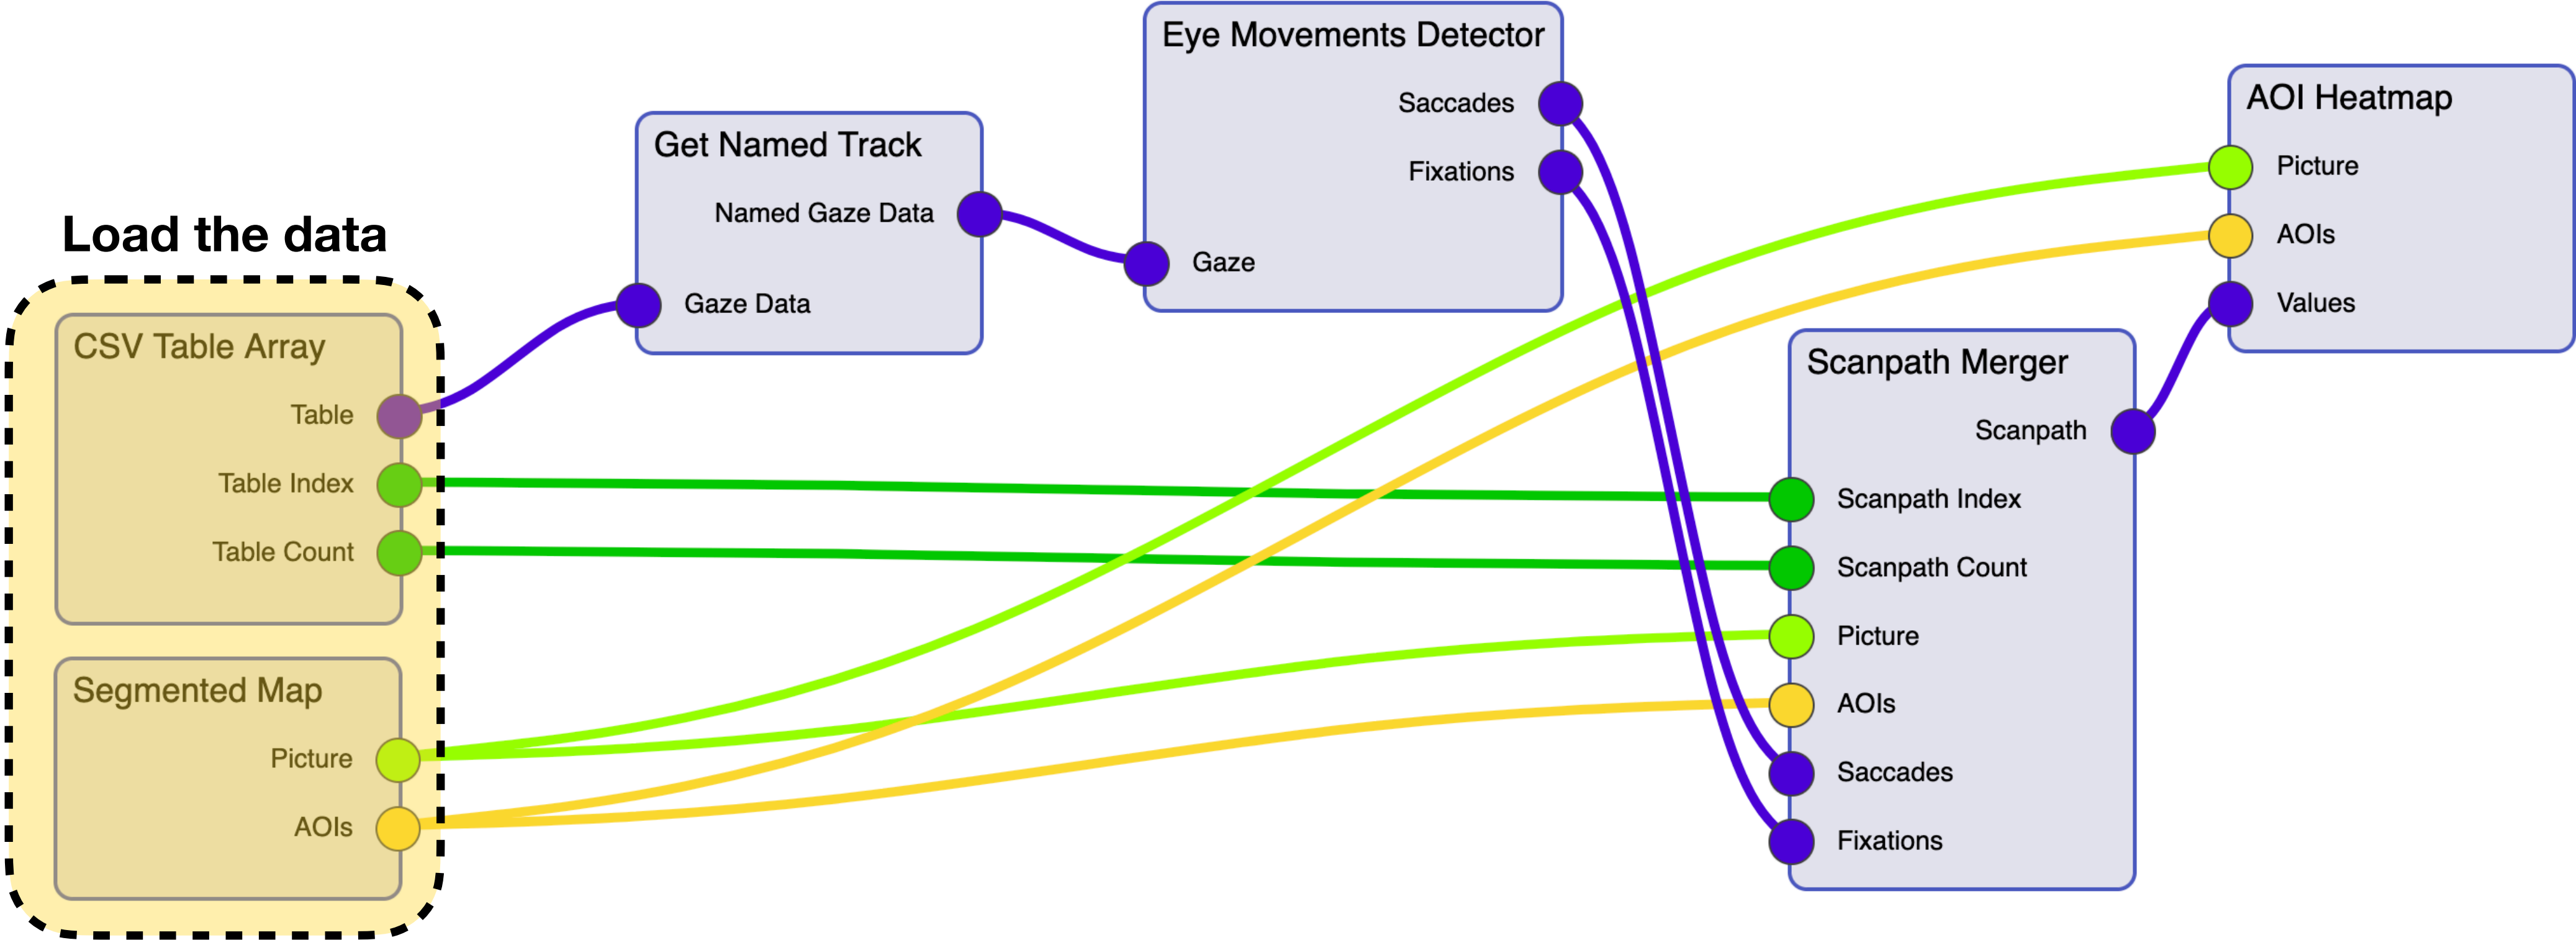 Load the data
CSV Table Array
Table
Table Index
Table Count
Segmented Map
Picture
AOIs
Get Named Track
Named Gaze Data
Gaze Data
Eye Movements Detector
Saccades
Fixations
Gaze
Scanpath Merger
Scanpath
Scanpath Index
Scanpath Count
Picture
AOIs
Saccades
Fixations
AOI Heatmap
Picture
AOIs
Values